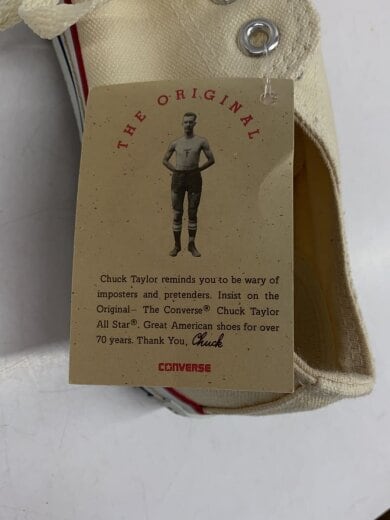 THE ORIGINAL
Chuck Taylor reminds you to be wary of
imposters and pretenders. Insist on the
Original– The Converse® Chuck Taylor
All Star®. Great American shoes for over
70 years. Thank You, Chuck
CONVERSE